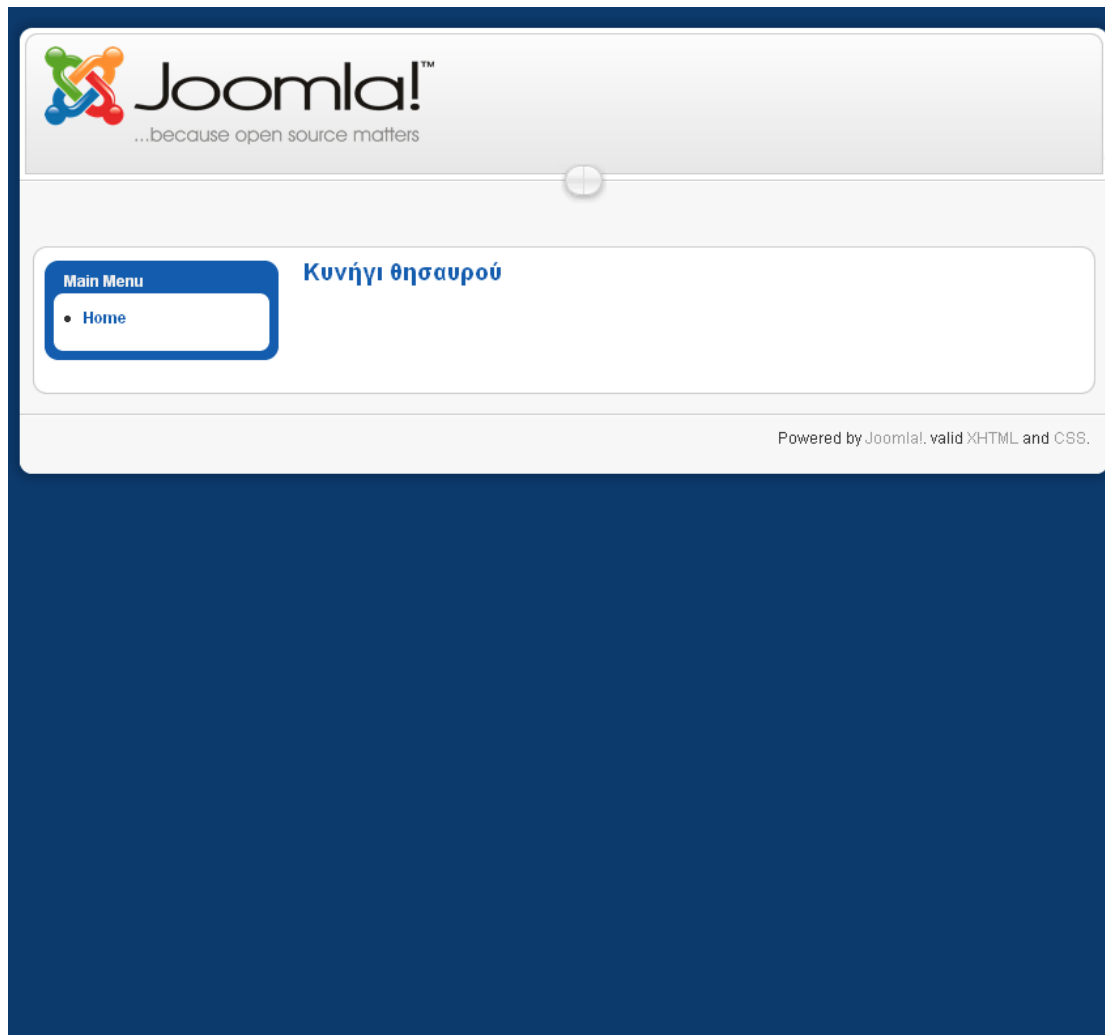 Joomla!™
...because open source matters
Main Menu
Home
Κυνήγι θησαυρού
Powered by Joomla!. valid XHTML and CSS.